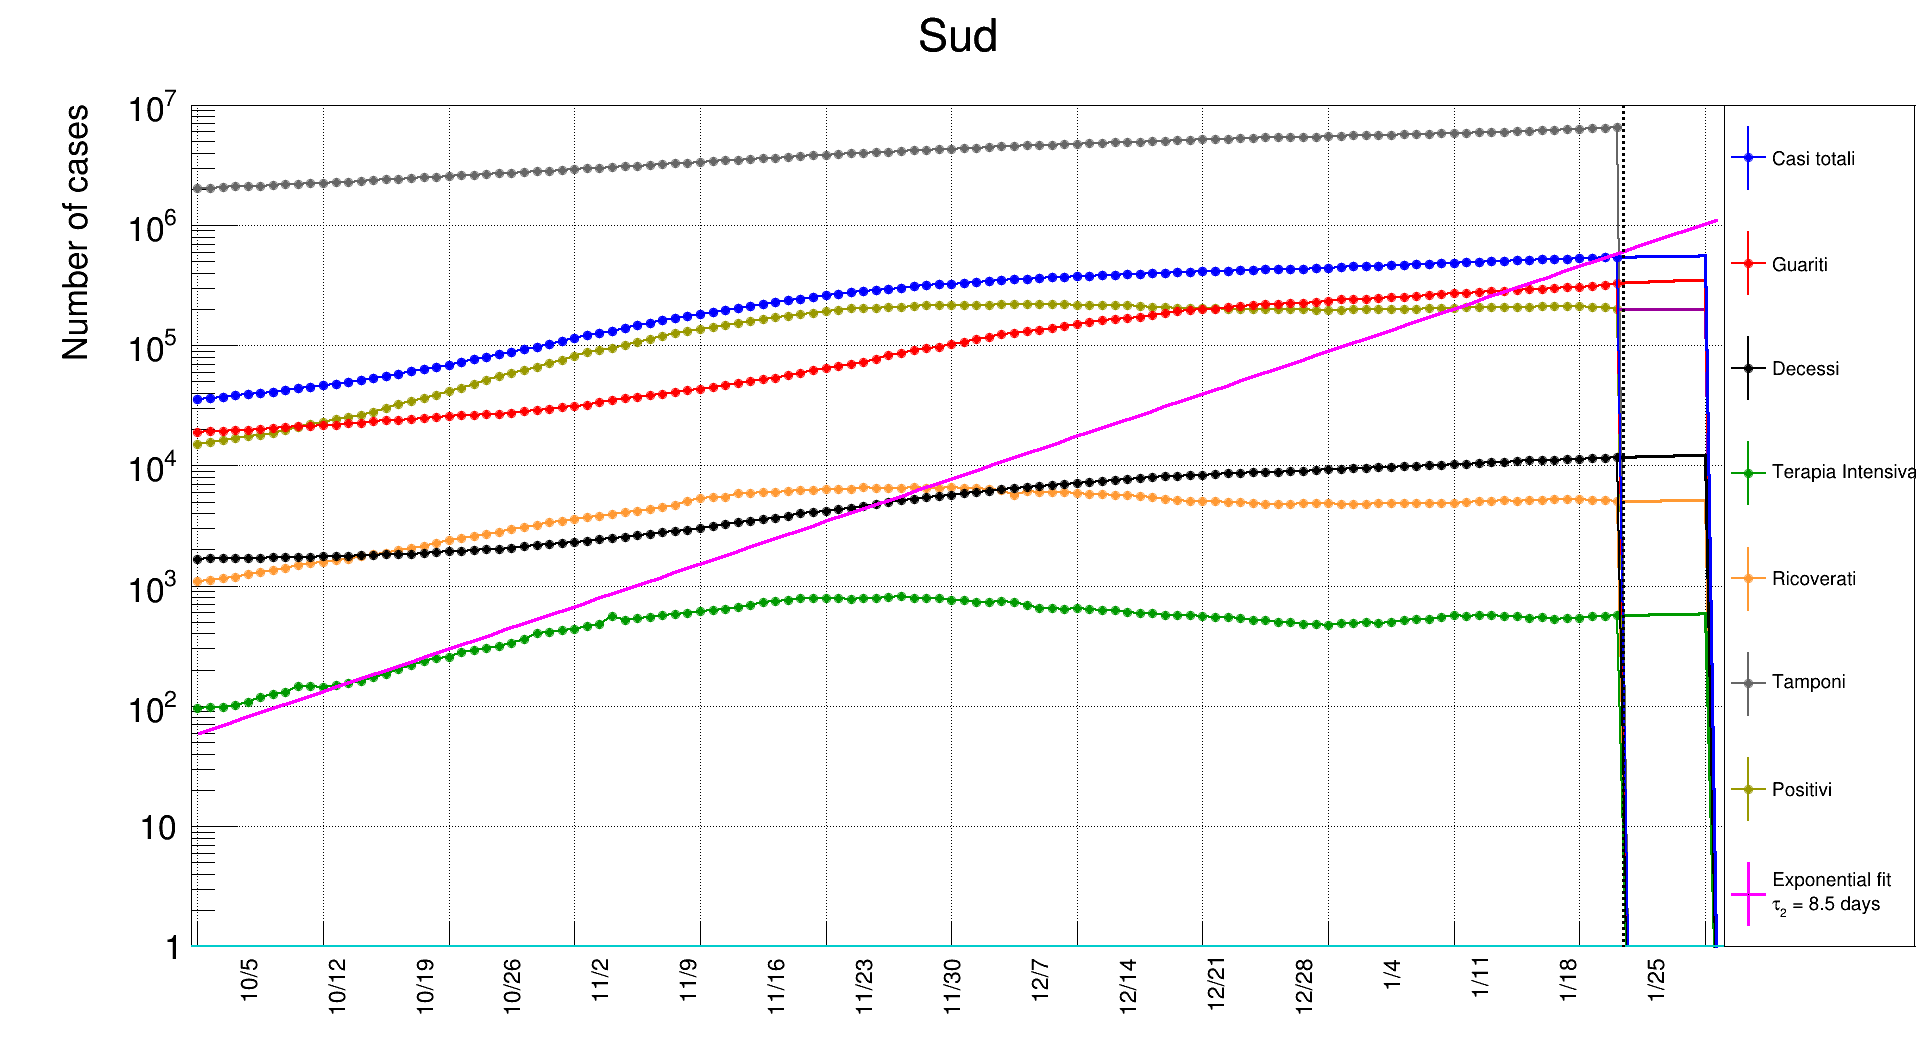 Sud
Number of cases
10^7
10^6
10^5
10^4
10^3
10^2
10
1
10/5
10/12
10/19
10/26
11/2
11/9
11/16
11/23
11/30
12/7
12/14
12/21
12/28
1/4
1/11
1/18
1/25
Casi totali
Guariti
Decessi
Terapia Intensiva
Ricoverati
Tamponi
Positivi
Exponential fit
τ₂ = 8.5 days